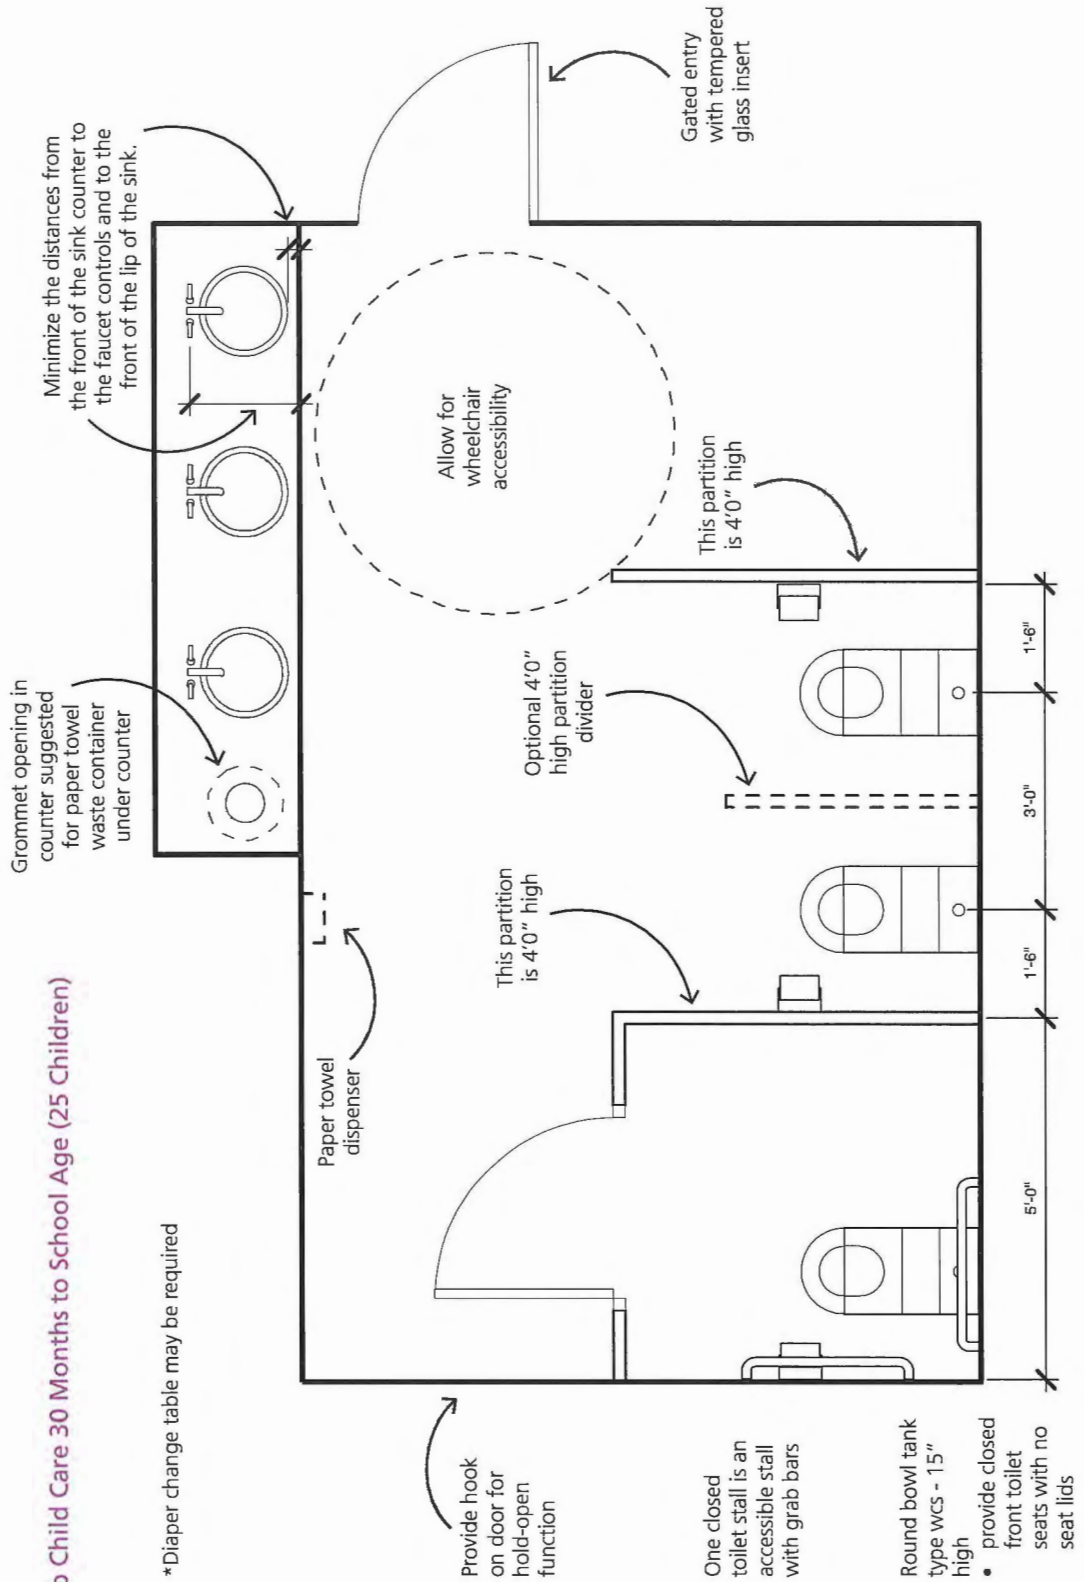 Child Care 30 Months to School Age (25 Children)
*Diaper change table may be required
Grommet opening in
counter suggested
for paper towel
waste container
under counter
Minimize the distances from
the front of the sink counter to
the faucet controls and to the
front of the lip of the sink.
Paper towel
dispenser
Allow for
wheelchair
accessibility
Gated entry
with tempered
glass insert
Provide hook
on door for
hold-open
function
This partition
is 4'0" high
Optional 4'0"
high partition
divider
This partition
is 4'0" high
One closed
toilet stall is an
accessible stall
with grab bars
Round bowl tank
type wcs - 15"
high
• provide closed
front toilet
seats with no
seat lids
5'-0"
1'-6"
3'-0"
1'-6"